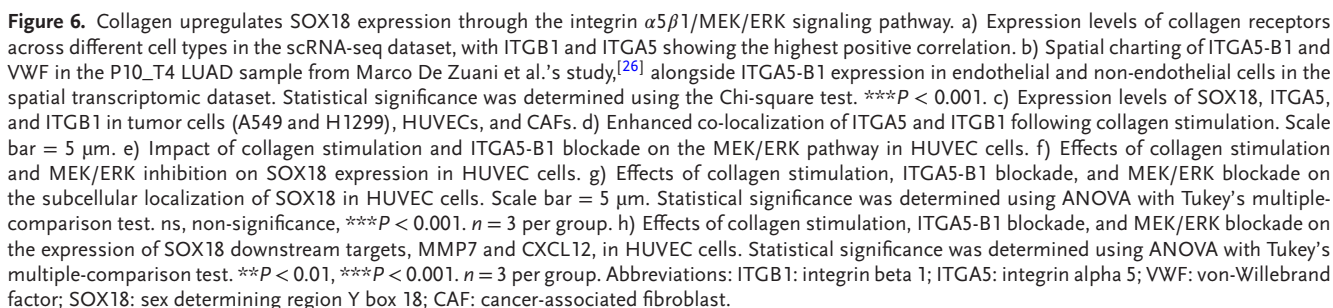 Figure 6. Collagen upregulates SOX18 expression through the integrin α5β1/MEK/ERK signaling pathway. a) Expression levels of collagen receptors
across different cell types in the scRNA-seq dataset, with ITGB1 and ITGA5 showing the highest positive correlation. b) Spatial charting of ITGA5-B1 and
VWF in the P10_T4 LUAD sample from Marco De Zuani et al.'s study,[26] alongside ITGA5-B1 expression in endothelial and non-endothelial cells in the
spatial transcriptomic dataset. Statistical significance was determined using the Chi-square test. ***P < 0.001. c) Expression levels of SOX18, ITGA5,
and ITGB1 in tumor cells (A549 and H1299), HUVECs, and CAFs. d) Enhanced co-localization of ITGA5 and ITGB1 following collagen stimulation. Scale
bar = 5 μm. e) Impact of collagen stimulation and ITGA5-B1 blockade on the MEK/ERK pathway in HUVEC cells. f) Effects of collagen stimulation
and MEK/ERK inhibition on SOX18 expression in HUVEC cells. g) Effects of collagen stimulation, ITGA5-B1 blockade, and MEK/ERK blockade on
the subcellular localization of SOX18 in HUVEC cells. Scale bar = 5 μm. Statistical significance was determined using ANOVA with Tukey's multiple-
comparison test. ns, non-significance, ***P < 0.001. n = 3 per group. h) Effects of collagen stimulation, ITGA5-B1 blockade, and MEK/ERK blockade on
the expression of SOX18 downstream targets, MMP7 and CXCL12, in HUVEC cells. Statistical significance was determined using ANOVA with Tukey's
multiple-comparison test. **P < 0.01, ***P < 0.001. n = 3 per group. Abbreviations: ITGB1: integrin beta 1; ITGA5: integrin alpha 5; VWF: von-Willebrand
factor; SOX18: sex determining region Y box 18; CAF: cancer-associated fibroblast.